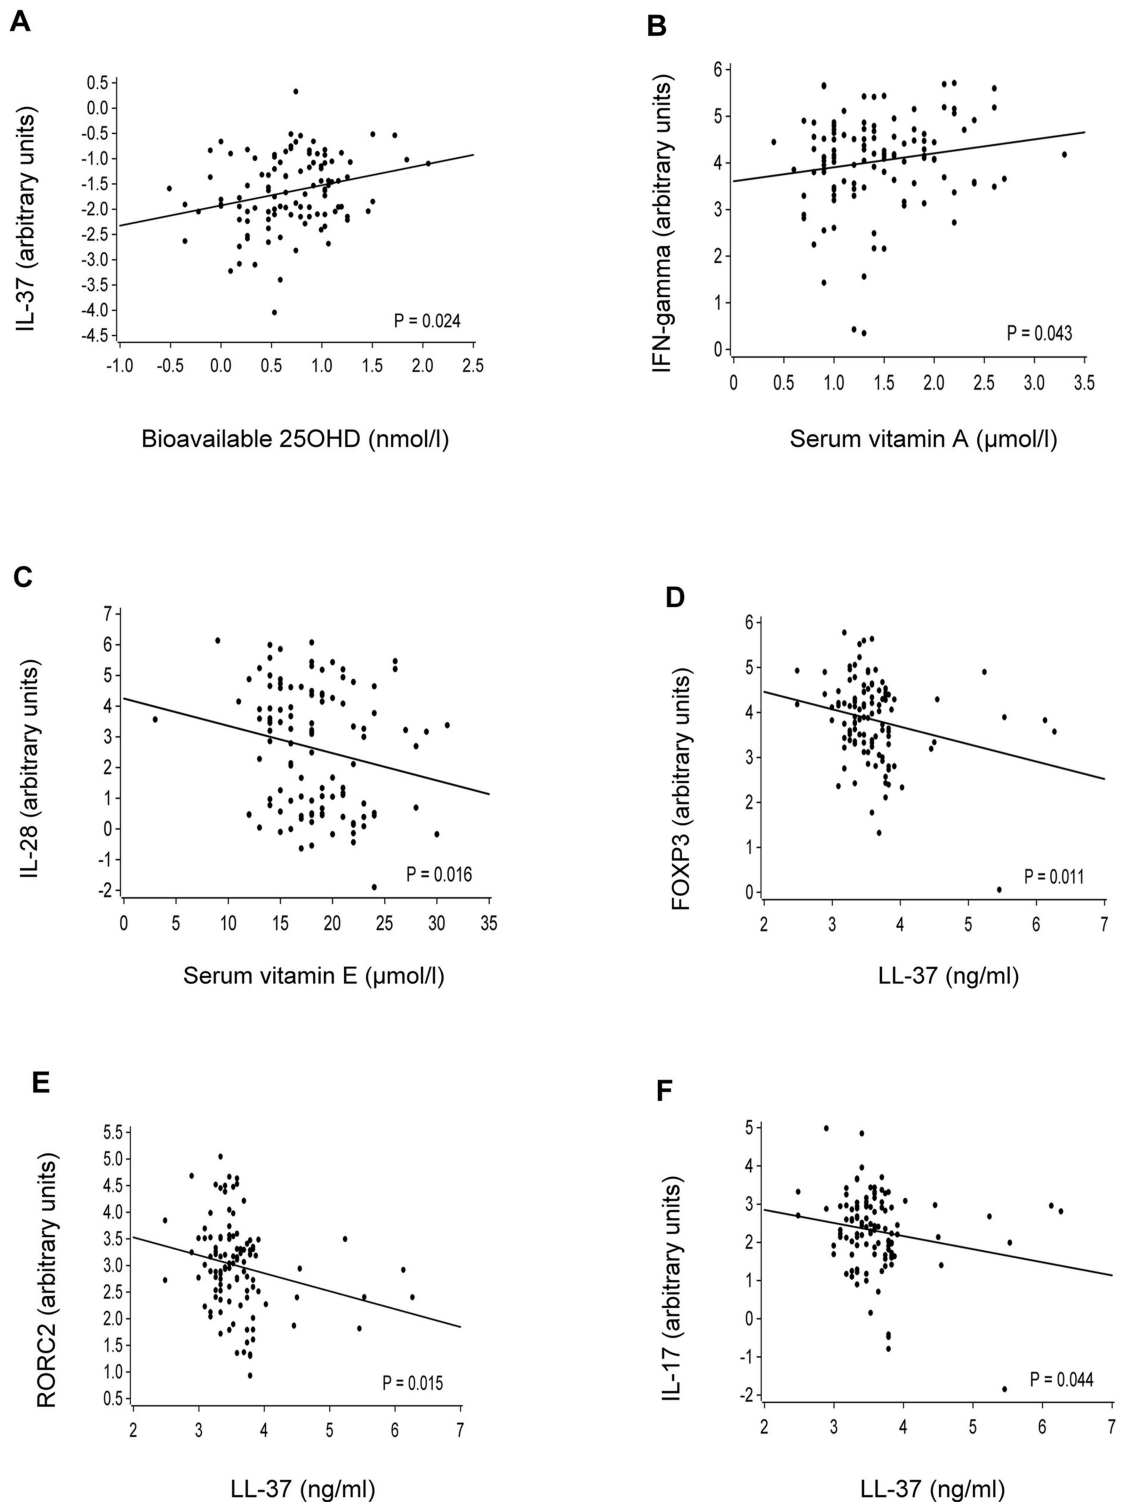 A
IL-37 (arbitrary units)
0.5
0.0
-0.5
-1.0
-1.5
-2.0
-2.5
-3.0
-3.5
-4.0
-4.5
P = 0.024
-1.0 -0.5 0.0 0.5 1.0 1.5 2.0 2.5
Bioavailable 25OHD (nmol/l)
B
IFN-gamma (arbitrary units)
6
5
4
3
2
1
0
P = 0.043
0 0.5 1.0 1.5 2.0 2.5 3.0 3.5
Serum vitamin A (µmol/l)
C
IL-28 (arbitrary units)
7
6
5
4
3
2
1
0
-1
-2
P = 0.016
0 5 10 15 20 25 30 35
Serum vitamin E (µmol/l)
D
FOXP3 (arbitrary units)
6
5
4
3
2
1
0
P = 0.011
2 3 4 5 6 7
LL-37 (ng/ml)
E
RORC2 (arbitrary units)
5.5
5.0
4.5
4.0
3.5
3.0
2.5
2.0
1.5
1.0
0.5
P = 0.015
2 3 4 5 6 7
LL-37 (ng/ml)
F
IL-17 (arbitrary units)
5
4
3
2
1
0
-1
-2
P = 0.044
2 3 4 5 6 7
LL-37 (ng/ml)